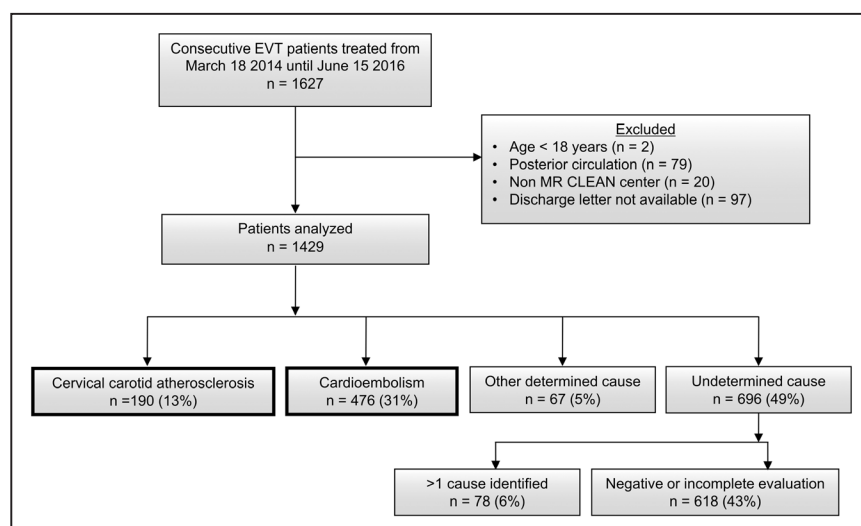 Consecutive EVT patients treated from
March 18 2014 until June 15 2016
n = 1627
Excluded
• Age < 18 years (n = 2)
• Posterior circulation (n = 79)
• Non MR CLEAN center (n = 20)
• Discharge letter not available (n = 97)
Patients analyzed
n = 1429
Cervical carotid atherosclerosis
n =190 (13%)
Cardioembolism
n = 476 (31%)
Other determined cause
n = 67 (5%)
Undetermined cause
n = 696 (49%)
>1 cause identified
n = 78 (6%)
Negative or incomplete evaluation
n = 618 (43%)